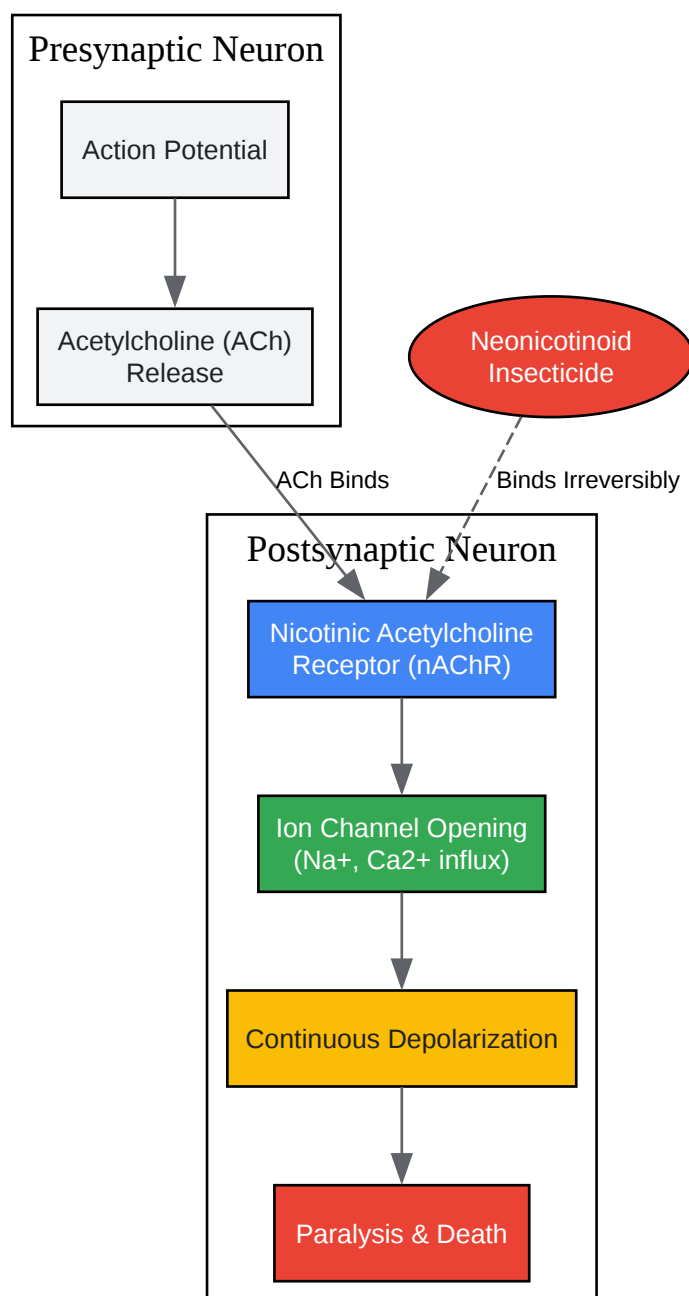 Presynaptic Neuron
Action Potential
Acetylcholine (ACh)
Release
Neonicotinoid
Insecticide
ACh Binds
Binds Irreversibly
Postsynaptic Neuron
Nicotinic Acetylcholine
Receptor (nAChR)
Ion Channel Opening
(Na+, Ca2+ influx)
Continuous Depolarization
Paralysis & Death